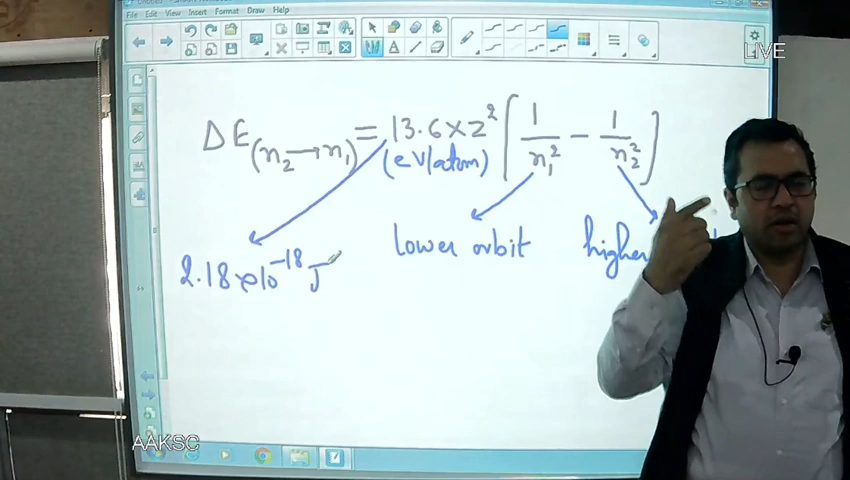 File Edit View Insert Format Draw Help
LIVE
ΔE(n₂→n₁) = 13.6 × z² [ 1/n₁² − 1/n₂² ]
(eV/atom)
lower orbit higher
2.18×10⁻¹⁸ J
AAKSC